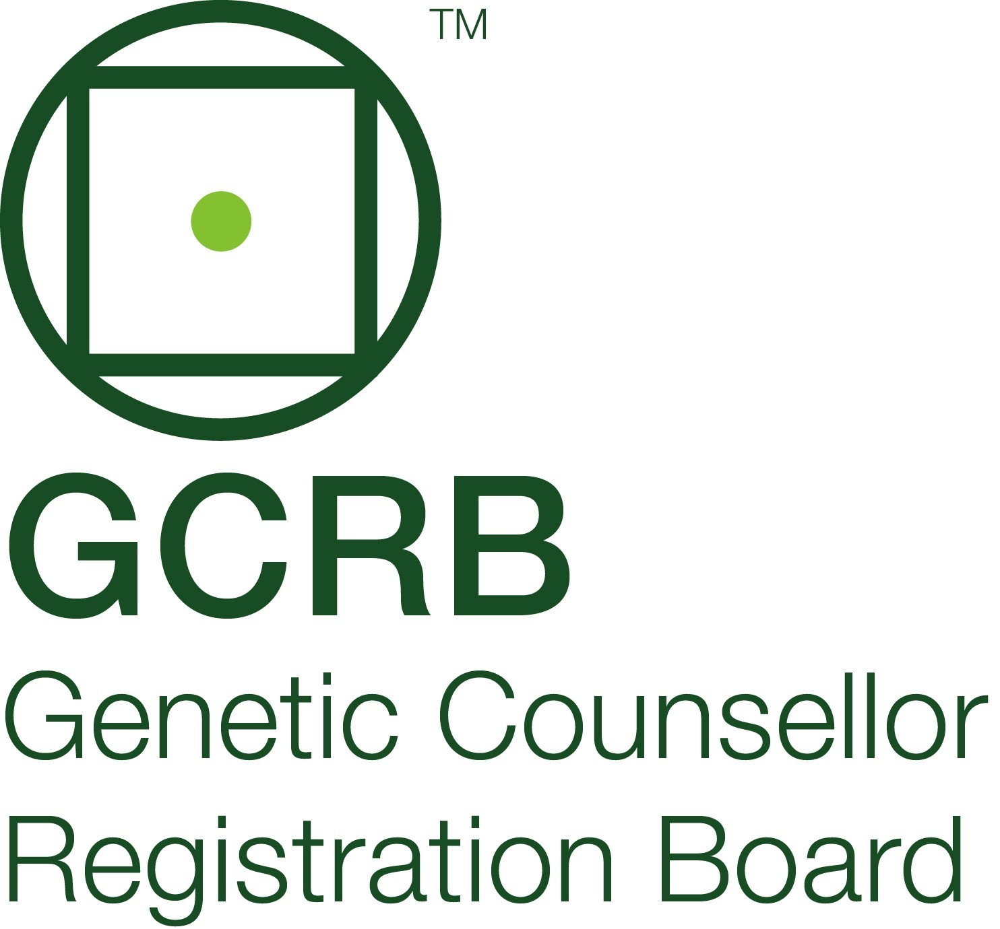 TM
GCRB
Genetic Counsellor
Registration Board